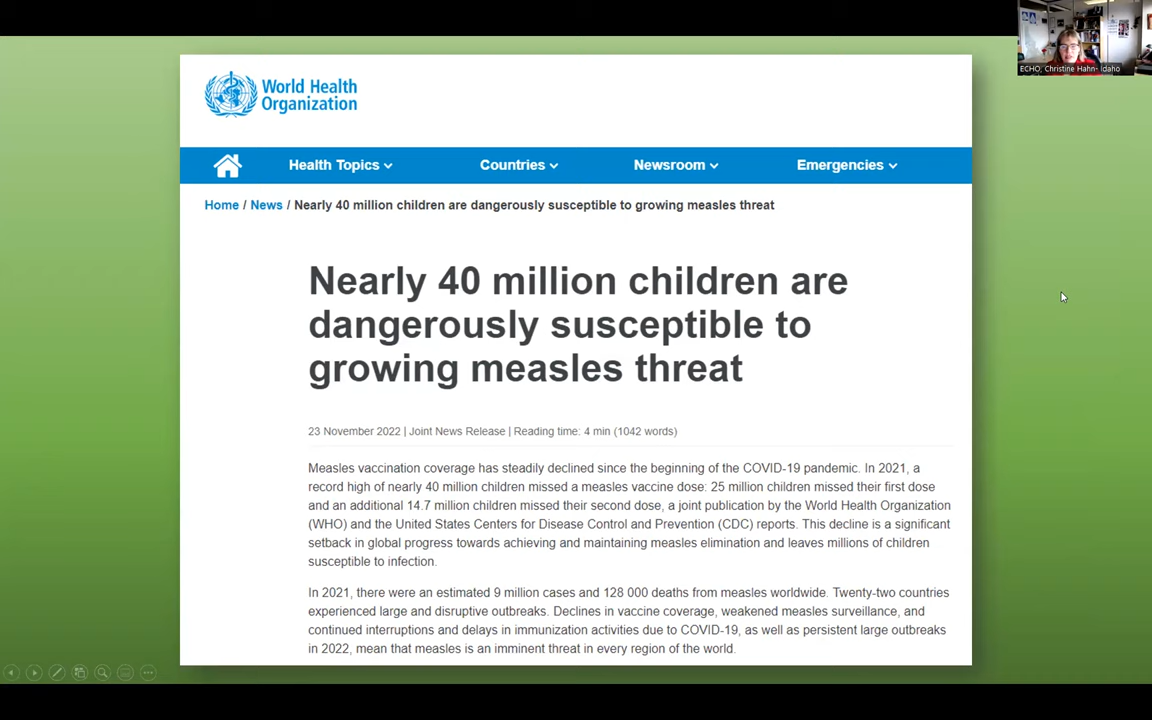 ECHO, Christine Hahn- Idaho
World Health
Organization
Health Topics
Countries
Newsroom
Emergencies
Home / News / Nearly 40 million children are dangerously susceptible to growing measles threat
Nearly 40 million children are
dangerously susceptible to
growing measles threat
23 November 2022 | Joint News Release | Reading time: 4 min (1042 words)
Measles vaccination coverage has steadily declined since the beginning of the COVID-19 pandemic. In 2021, a
record high of nearly 40 million children missed a measles vaccine dose: 25 million children missed their first dose
and an additional 14.7 million children missed their second dose, a joint publication by the World Health Organization
(WHO) and the United States Centers for Disease Control and Prevention (CDC) reports. This decline is a significant
setback in global progress towards achieving and maintaining measles elimination and leaves millions of children
susceptible to infection.
In 2021, there were an estimated 9 million cases and 128 000 deaths from measles worldwide. Twenty-two countries
experienced large and disruptive outbreaks. Declines in vaccine coverage, weakened measles surveillance, and
continued interruptions and delays in immunization activities due to COVID-19, as well as persistent large outbreaks
in 2022, mean that measles is an imminent threat in every region of the world.